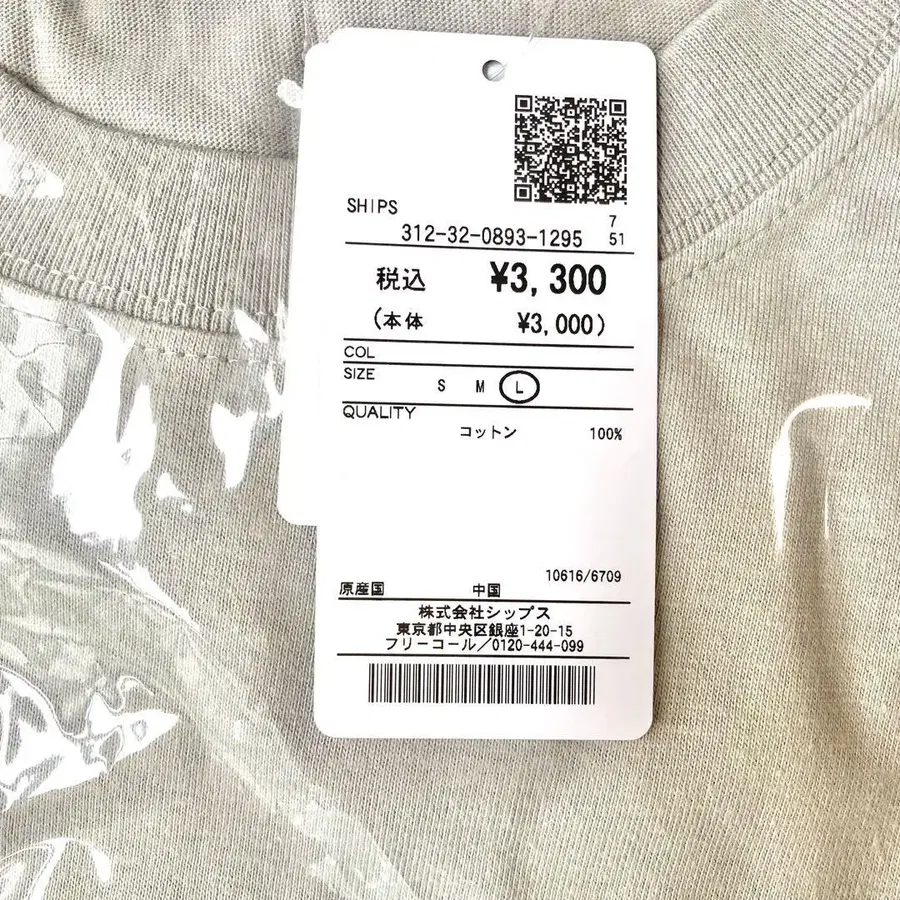 SHIPS
312-32-0893-1295
7
51
税込 ¥3,300
(本体 ¥3,000)
COL
SIZE S M L
QUALITY
コットン 100%
10616/6709
原産国 中国
株式会社シップス
東京都中央区銀座1-20-15
フリーコール/0120-444-099